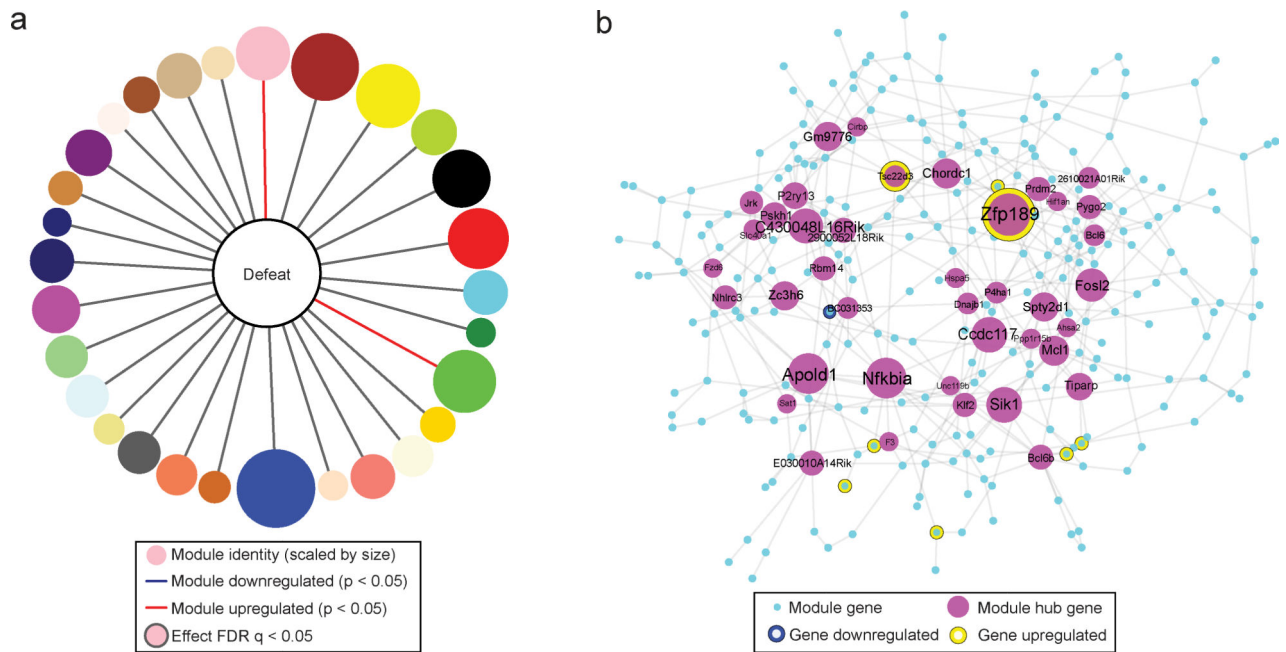 a
Defeat
Module identity (scaled by size)
Module downregulated (p < 0.05)
Module upregulated (p < 0.05)
Effect FDR q < 0.05
b
Cirbp
Gm9776
Tsc22d3
Chordc1
2610021A01Rik
Prdm2
Hif1an
P2ry13
Jrk
Pskh1
Zfp189
Pygo2
C430048L16Rik
Slc40a1
2900052L18Rik
Bcl6
Fzd6
Rbm14
Hspa5
Fosl2
Nhlrc3
Zc3h6
P4ha1
Dnajb1
BC031353
Spty2d1
Ahsa2
Ccdc117
Ppp1r15b
Mcl1
Apold1
Nfkbia
Unc119b
Tiparp
Sat1
Klf2
Sik1
F3
E030010A14Rik
Bcl6b
Module gene
Module hub gene
Gene downregulated
Gene upregulated